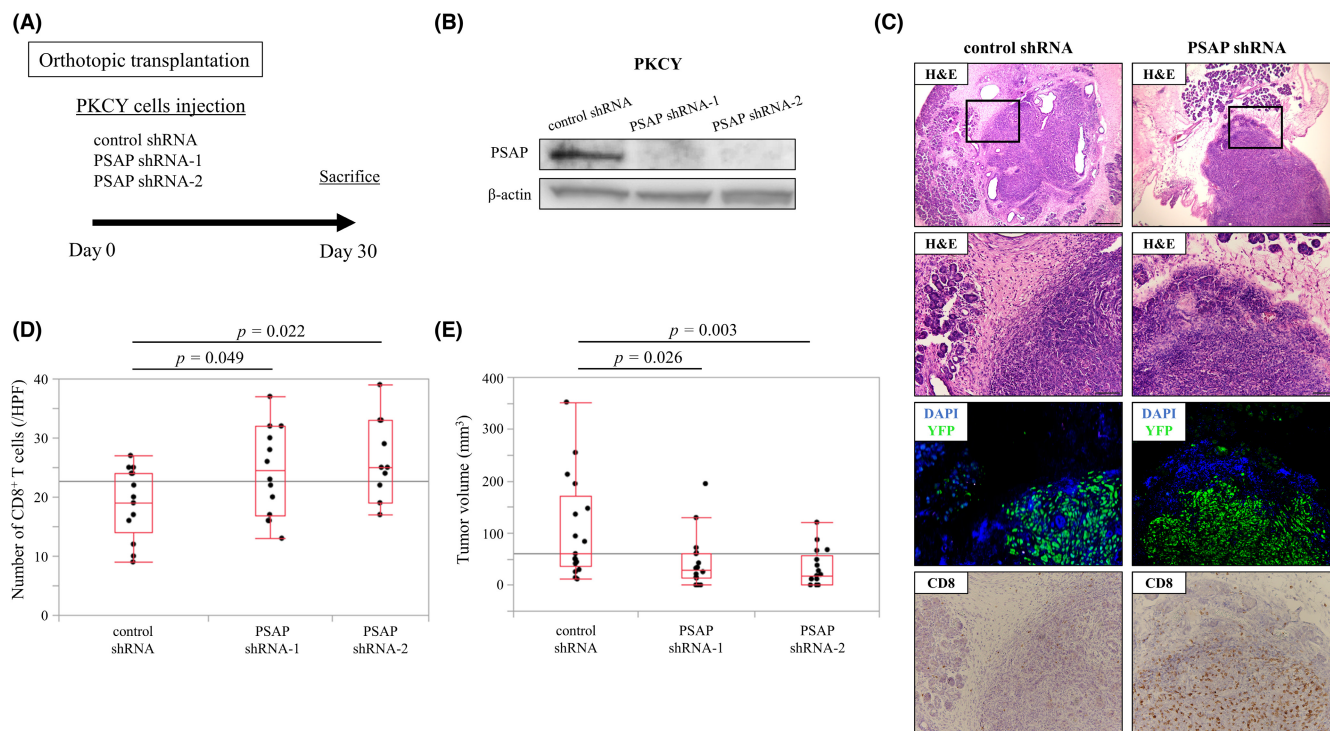 (A)
Orthotopic transplantation
PKCY cells injection
control shRNA
PSAP shRNA-1
PSAP shRNA-2
Sacrifice
Day 0
Day 30
(B)
PKCY
control shRNA
PSAP shRNA-1
PSAP shRNA-2
PSAP
β-actin
(C)
control shRNA
PSAP shRNA
H&E
H&E
H&E
H&E
DAPI
YFP
DAPI
YFP
CD8
CD8
(D)
p = 0.022
p = 0.049
Number of CD8⁺ T cells (/HPF)
40
30
20
10
0
control
shRNA
PSAP
shRNA-1
PSAP
shRNA-2
(E)
p = 0.003
p = 0.026
Tumor volume (mm³)
400
300
200
100
0
control
shRNA
PSAP
shRNA-1
PSAP
shRNA-2